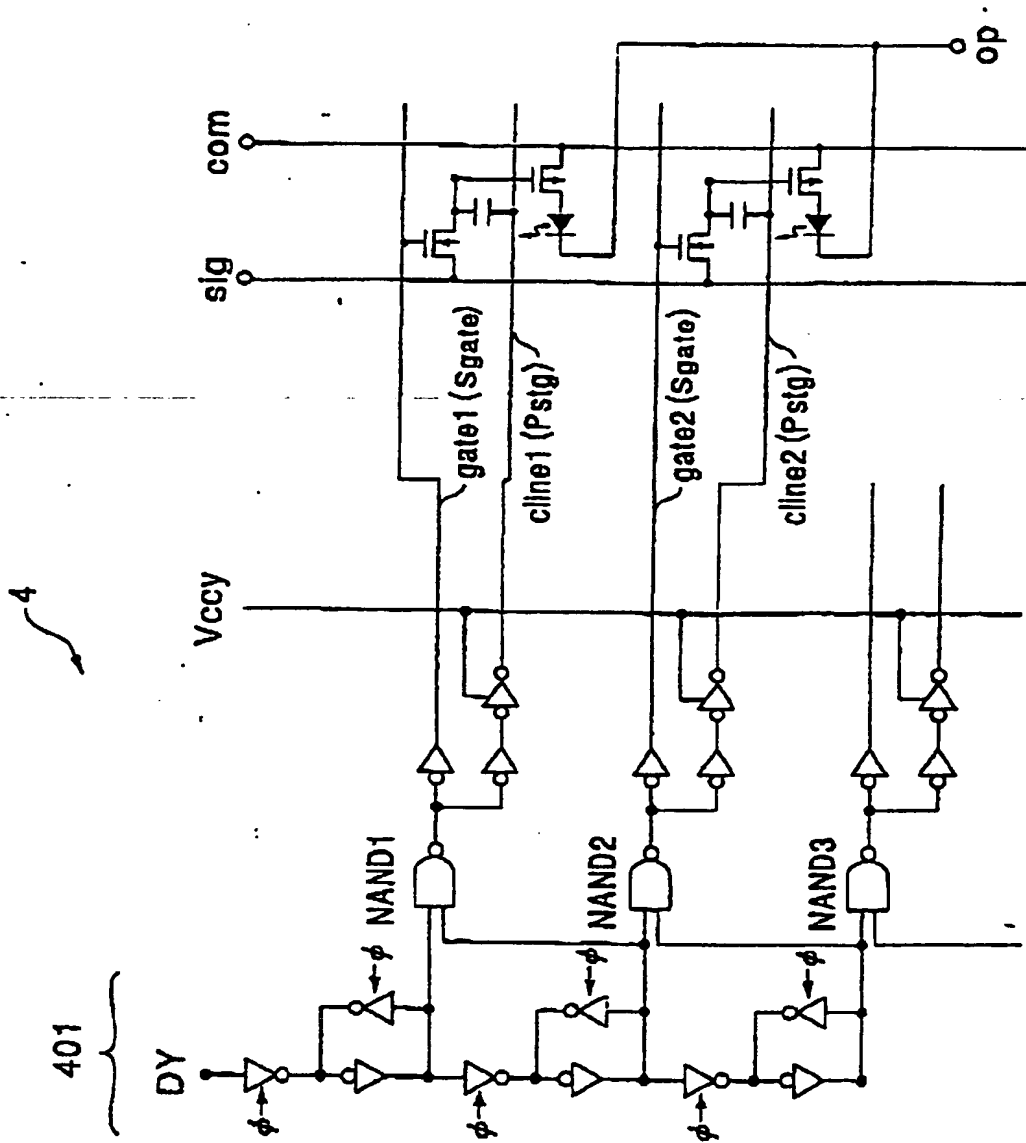 4
401
DY
φ
φ
φ
φ
φ
φ
NAND1
NAND2
NAND3
Vccy
gate1 (Sgate)
cline1 (Pstg)
gate2 (Sgate)
cline2 (Pstg)
sig
com
op